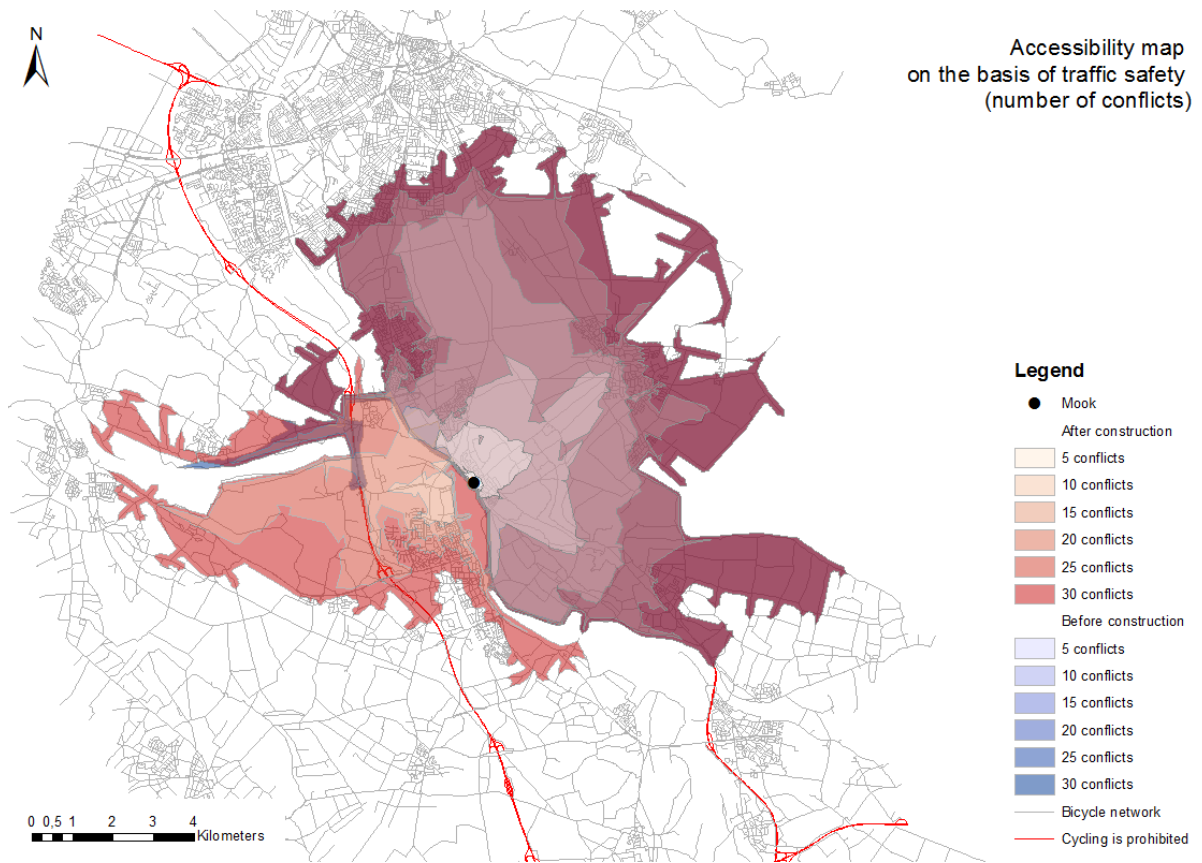 N
Accessibility map
on the basis of traffic safety
(number of conflicts)
Legend
Mook
After construction
5 conflicts
10 conflicts
15 conflicts
20 conflicts
25 conflicts
30 conflicts
Before construction
5 conflicts
10 conflicts
15 conflicts
20 conflicts
25 conflicts
30 conflicts
Bicycle network
Cycling is prohibited
0 0,5 1 2 3 4
Kilometers